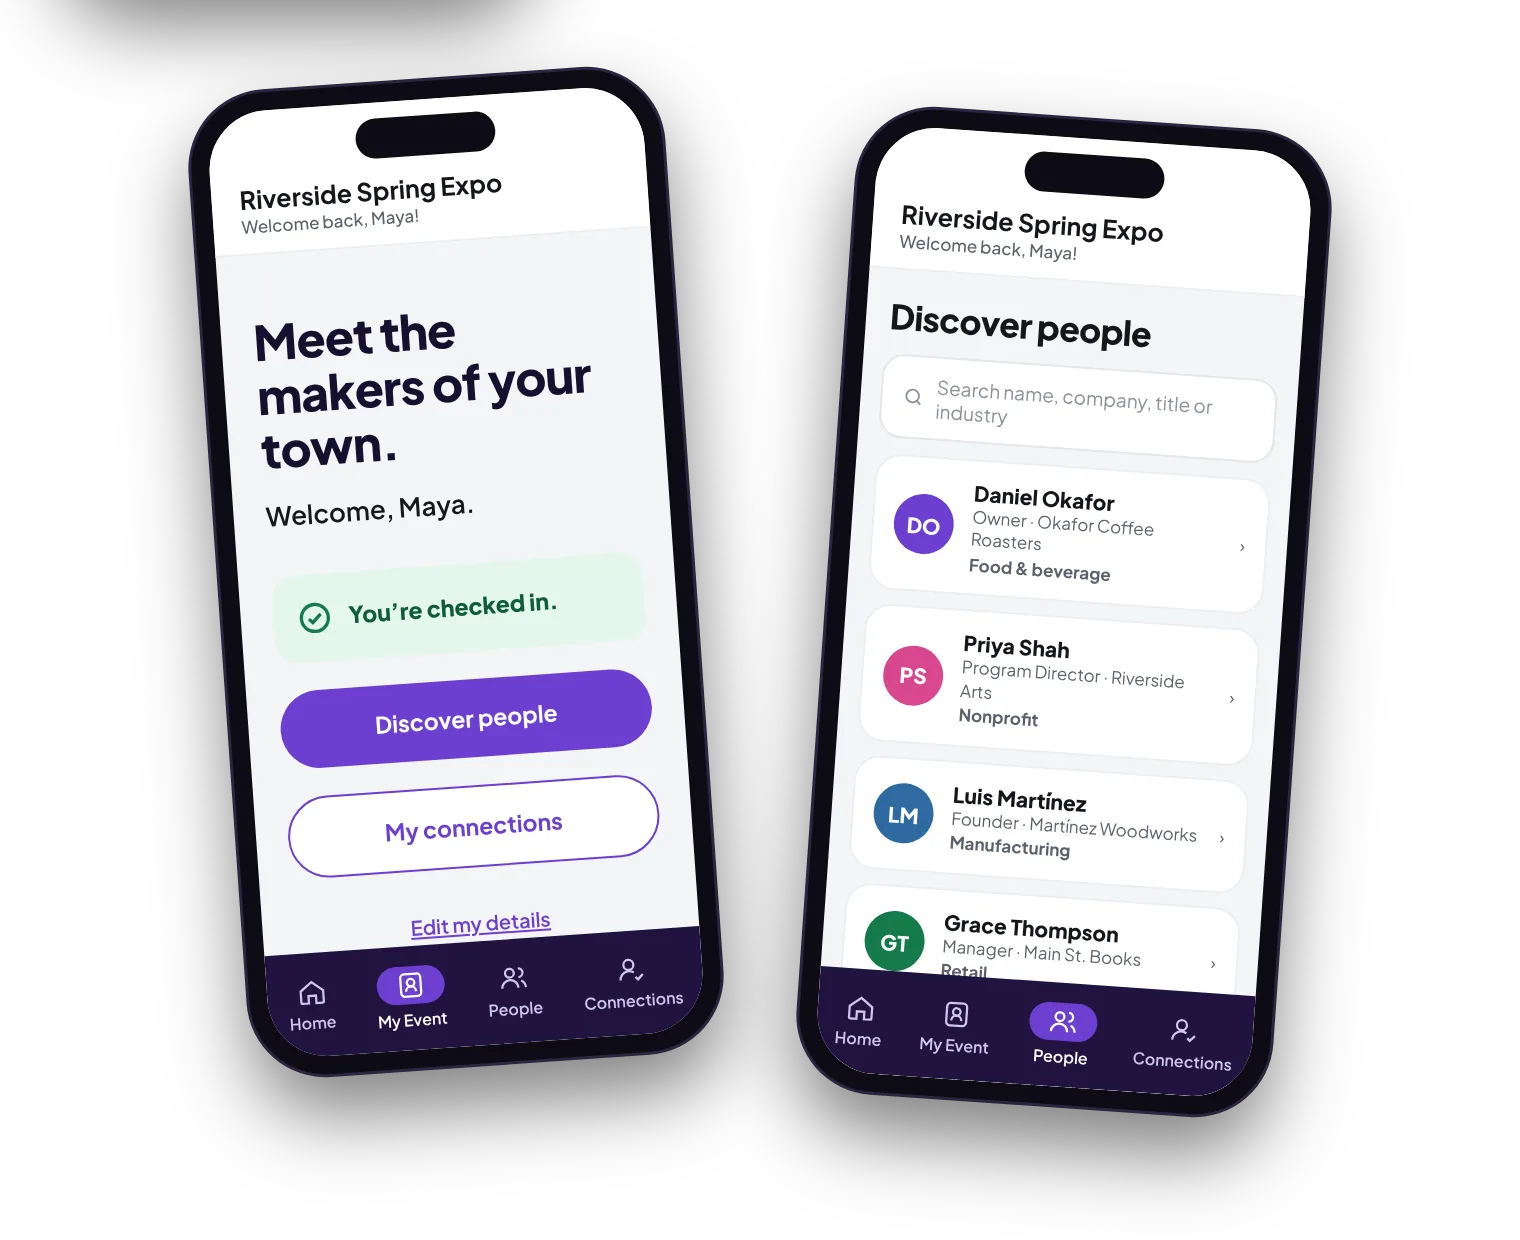 Riverside Spring Expo
Welcome back, Maya!
Meet the
makers of your
town.
Welcome, Maya.
You’re checked in.
Discover people
My connections
Edit my details
Home
My Event
People
Connections
Riverside Spring Expo
Welcome back, Maya!
Discover people
Search name, company, title or
industry
DO
Daniel Okafor
Owner · Okafor Coffee
Roasters
Food & beverage
PS
Priya Shah
Program Director · Riverside
Arts
Nonprofit
LM
Luis Martínez
Founder · Martínez Woodworks
Manufacturing
GT
Grace Thompson
Manager · Main St. Books
Retail
Home
My Event
People
Connections